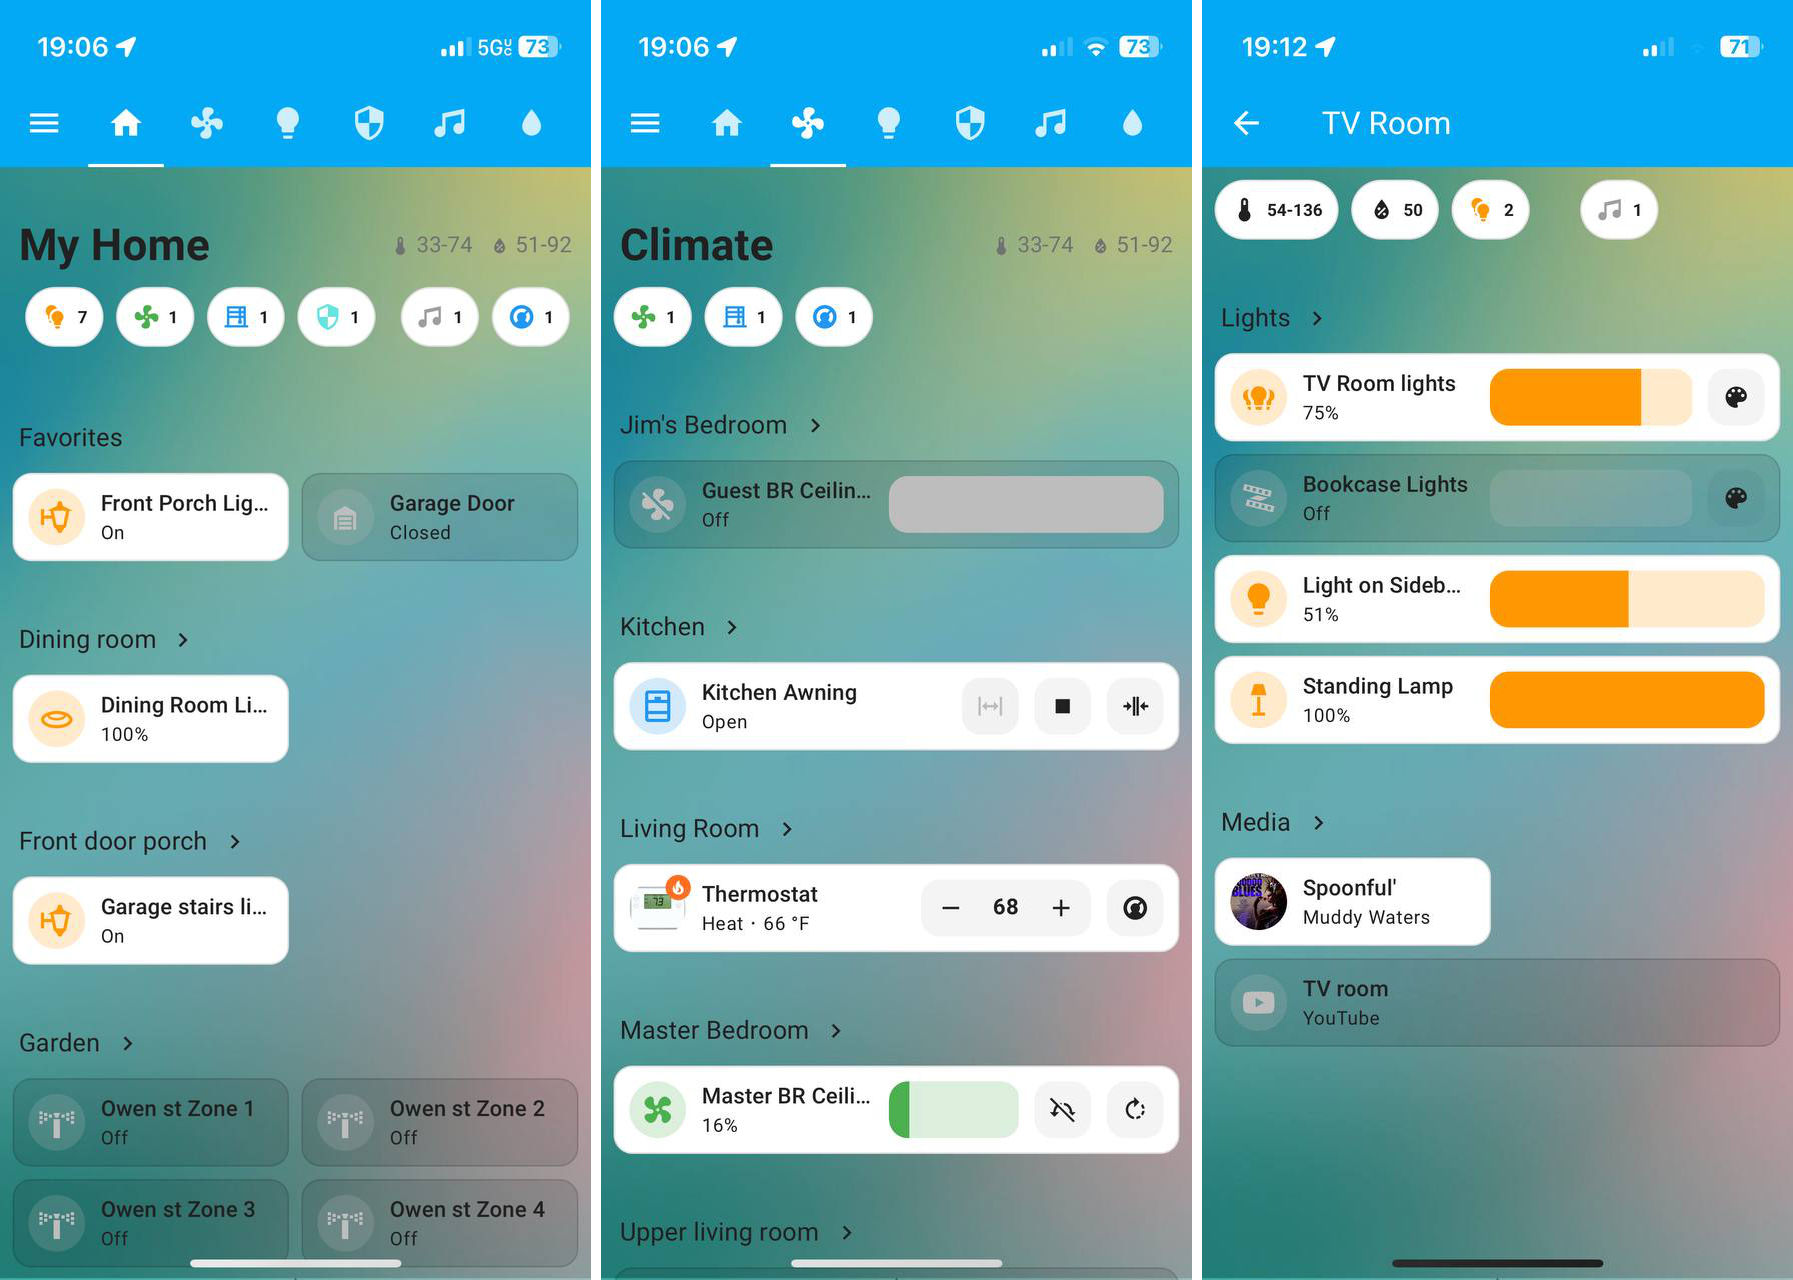 19:06 5GUC 73
My Home 33-74 51-92
7 1 1 1 1 1
Favorites
Front Porch Lig... Garage Door
On Closed
Dining room
Dining Room Li...
100%
Front door porch
Garage stairs li...
On
Garden
Owen st Zone 1 Owen st Zone 2
Off Off
Owen st Zone 3 Owen st Zone 4
Off Off
19:06 73
Climate 33-74 51-92
1 1 1
Jim's Bedroom
Guest BR Ceilin...
Off
Kitchen
Kitchen Awning
Open
Living Room
73
Thermostat
Heat · 66 °F
68
Master Bedroom
Master BR Ceili...
16%
Upper living room
19:12 71
TV Room
54-136 50 2 1
Lights
TV Room lights
75%
Bookcase Lights
Off
Light on Sideb...
51%
Standing Lamp
100%
Media
BLUES
Spoonful'
Muddy Waters
TV room
YouTube